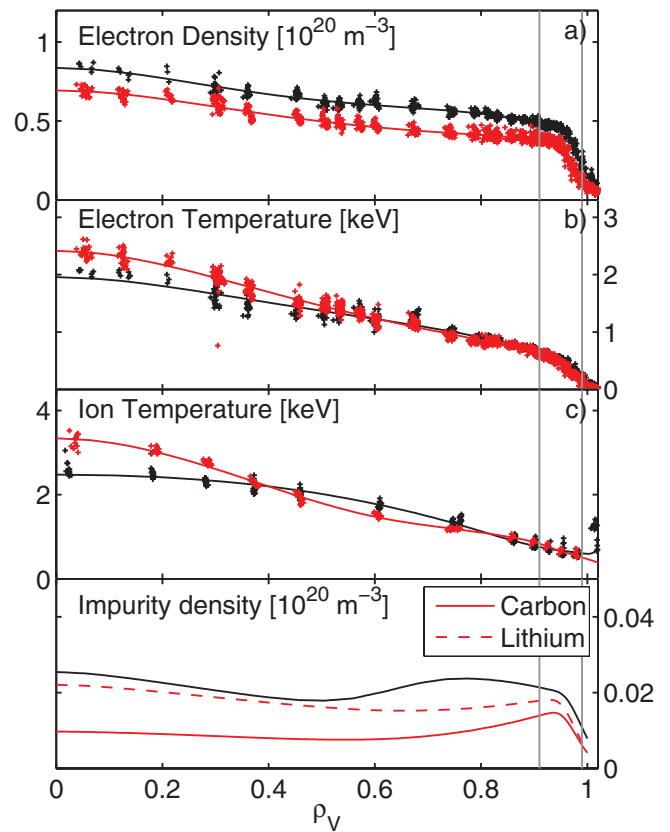 Electron Density [10²⁰ m⁻³] a)
1
0.5
0
Electron Temperature [keV] b)
3
2
1
0
Ion Temperature [keV] c)
4
2
0
Impurity density [10²⁰ m⁻³]
Carbon
Lithium
0.04
0.02
0
0 0.2 0.4 0.6 0.8 1
ρV